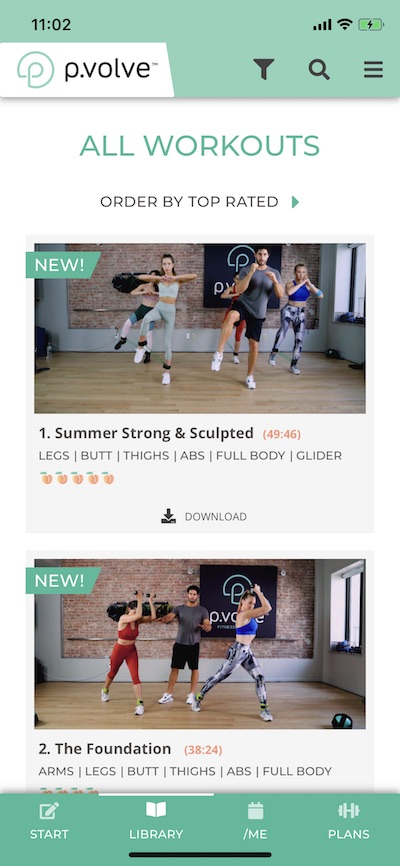 11:02
p.volve™
ALL WORKOUTS
ORDER BY TOP RATED
NEW!
1. Summer Strong & Sculpted (49:46)
LEGS | BUTT | THIGHS | ABS | FULL BODY | GLIDER
DOWNLOAD
NEW!
p.volve
FITNESS
2. The Foundation (38:24)
ARMS | LEGS | BUTT | THIGHS | ABS | FULL BODY
START
LIBRARY
/ME
PLANS